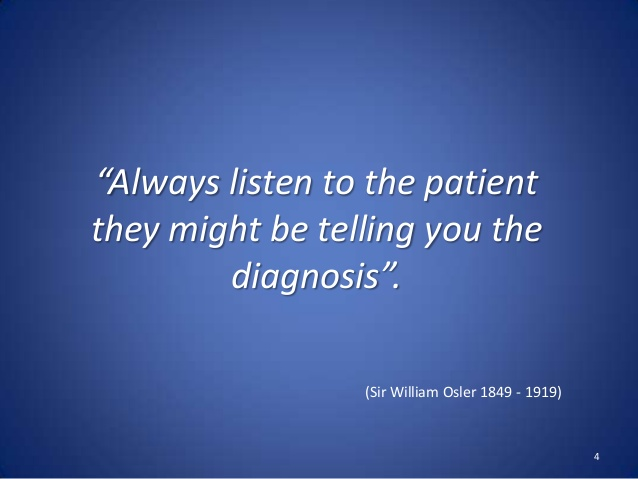 “Always listen to the patient
they might be telling you the
diagnosis”.
(Sir William Osler 1849 - 1919)
4